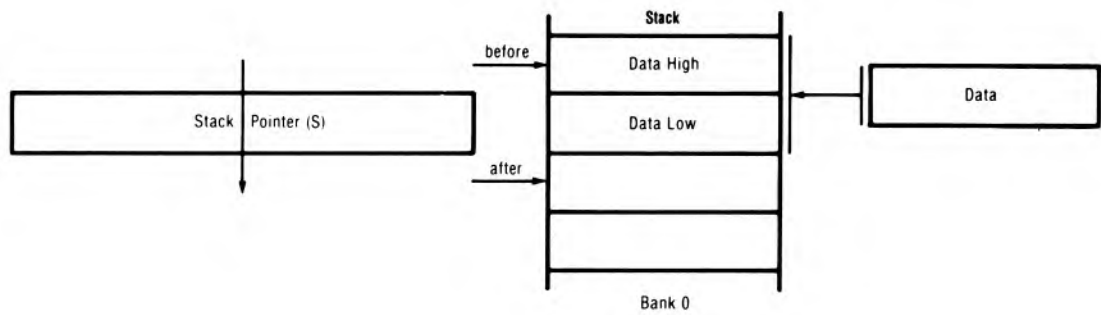 Stack
before
Data High
Data
Stack Pointer (S)
Data Low
after
Bank 0